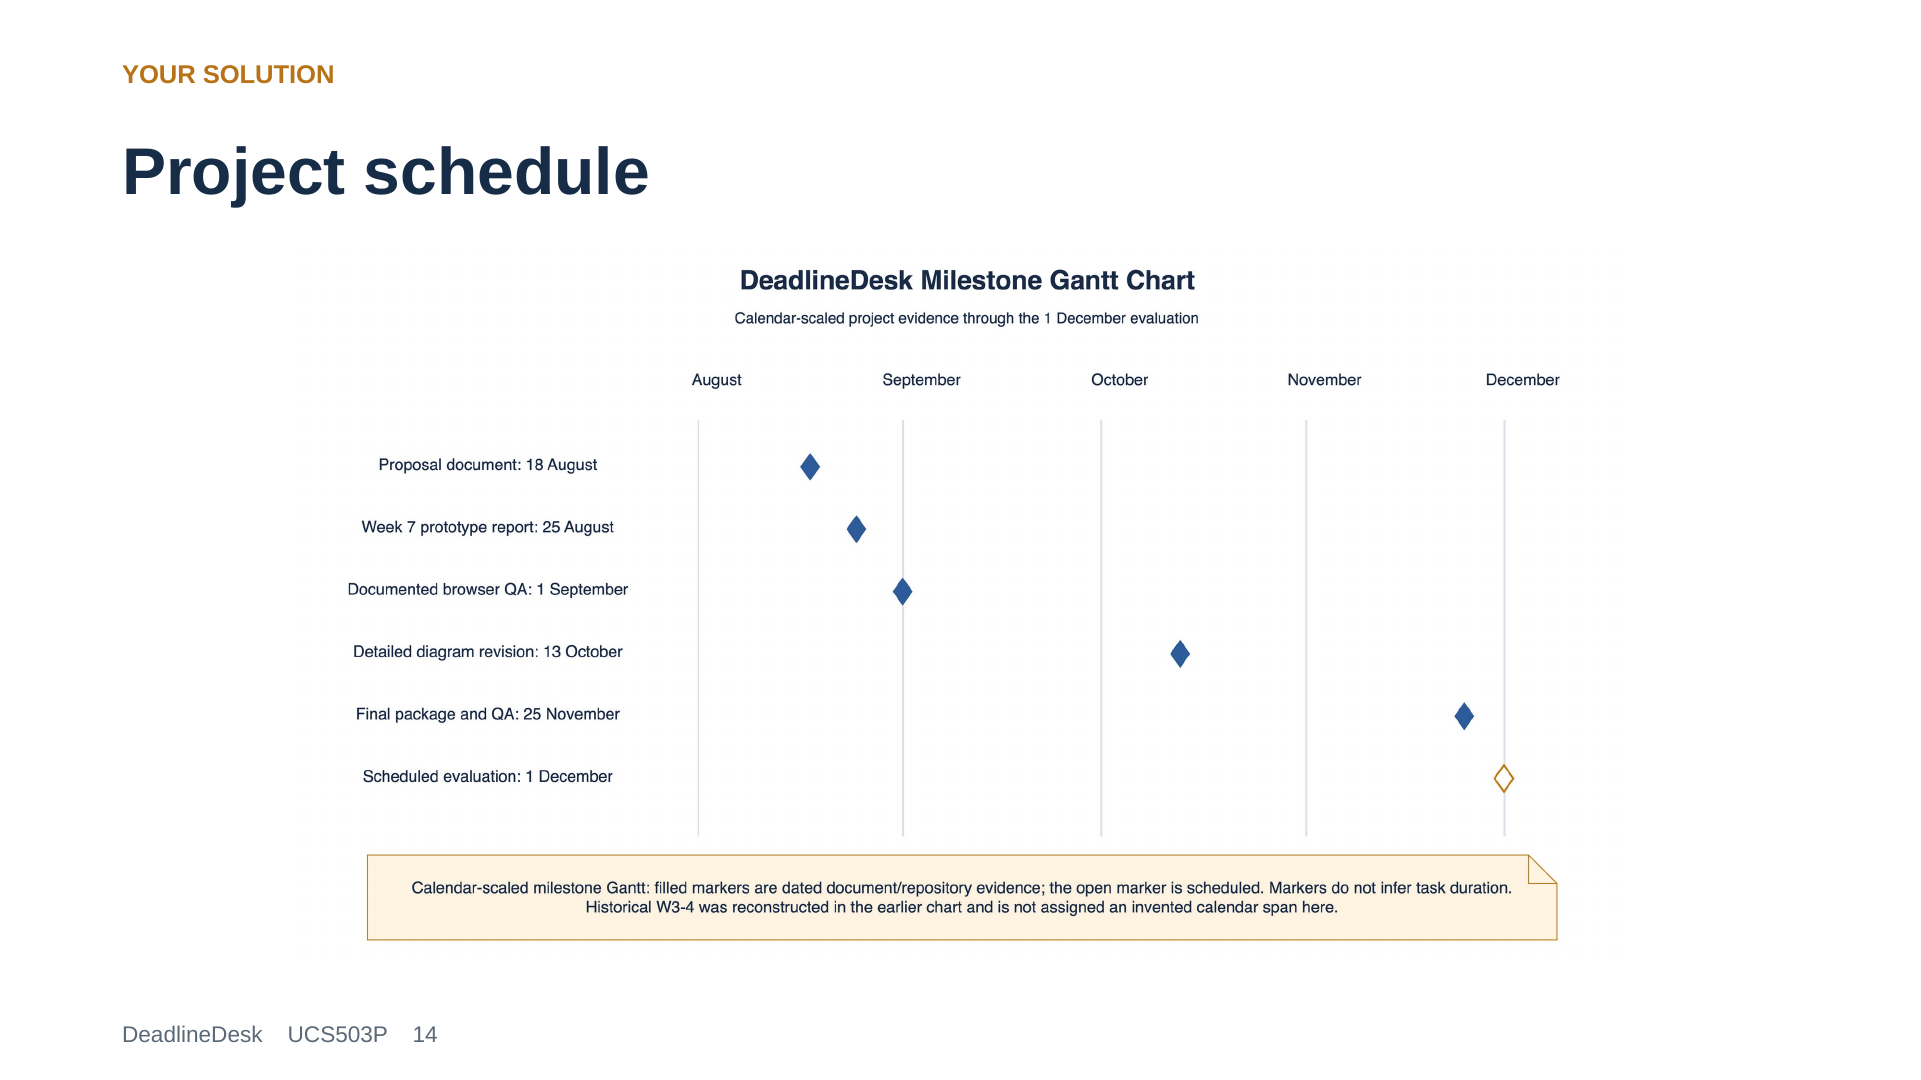 YOUR SOLUTION
Project schedule
DeadlineDesk Milestone Gantt Chart
Calendar-scaled project evidence through the 1 December evaluation
August September October November December
Proposal document: 18 August
Week 7 prototype report: 25 August
Documented browser QA: 1 September
Detailed diagram revision: 13 October
Final package and QA: 25 November
Scheduled evaluation: 1 December
Calendar-scaled milestone Gantt: filled markers are dated document/repository evidence; the open marker is scheduled. Markers do not infer task duration.
Historical W3-4 was reconstructed in the earlier chart and is not assigned an invented calendar span here.
DeadlineDesk UCS503P 14